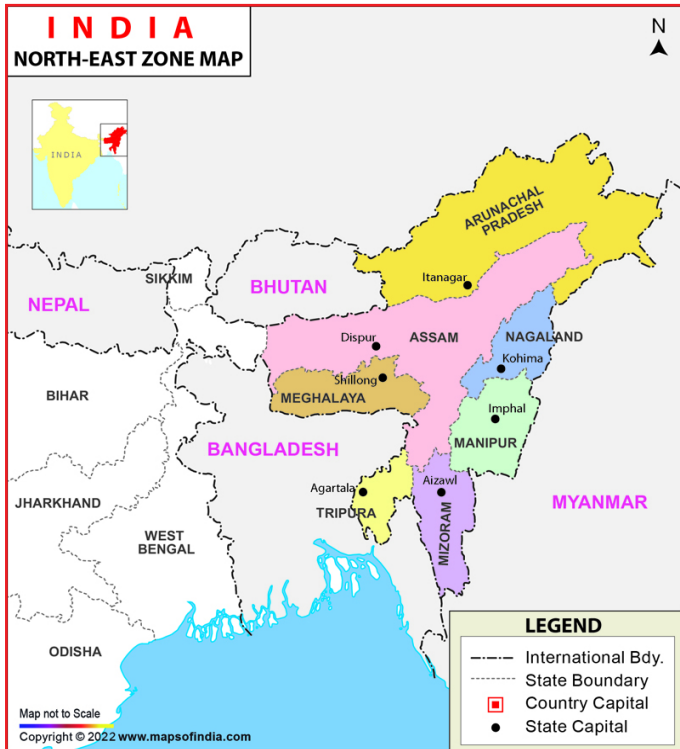 INDIA
NORTH-EAST ZONE MAP
N
INDIA
ARUNACHAL
PRADESH
SIKKIM
BHUTAN
Itanagar
NEPAL
Dispur
ASSAM
NAGALAND
Kohima
Shillong
BIHAR
MEGHALAYA
Imphal
BANGLADESH
MANIPUR
Aizawl
Agartala
JHARKHAND
MYANMAR
TRIPURA
WEST
BENGAL
MIZORAM
ODISHA
LEGEND
International Bdy.
State Boundary
Country Capital
State Capital
Map not to Scale
Copyright © 2022 www.mapsofindia.com